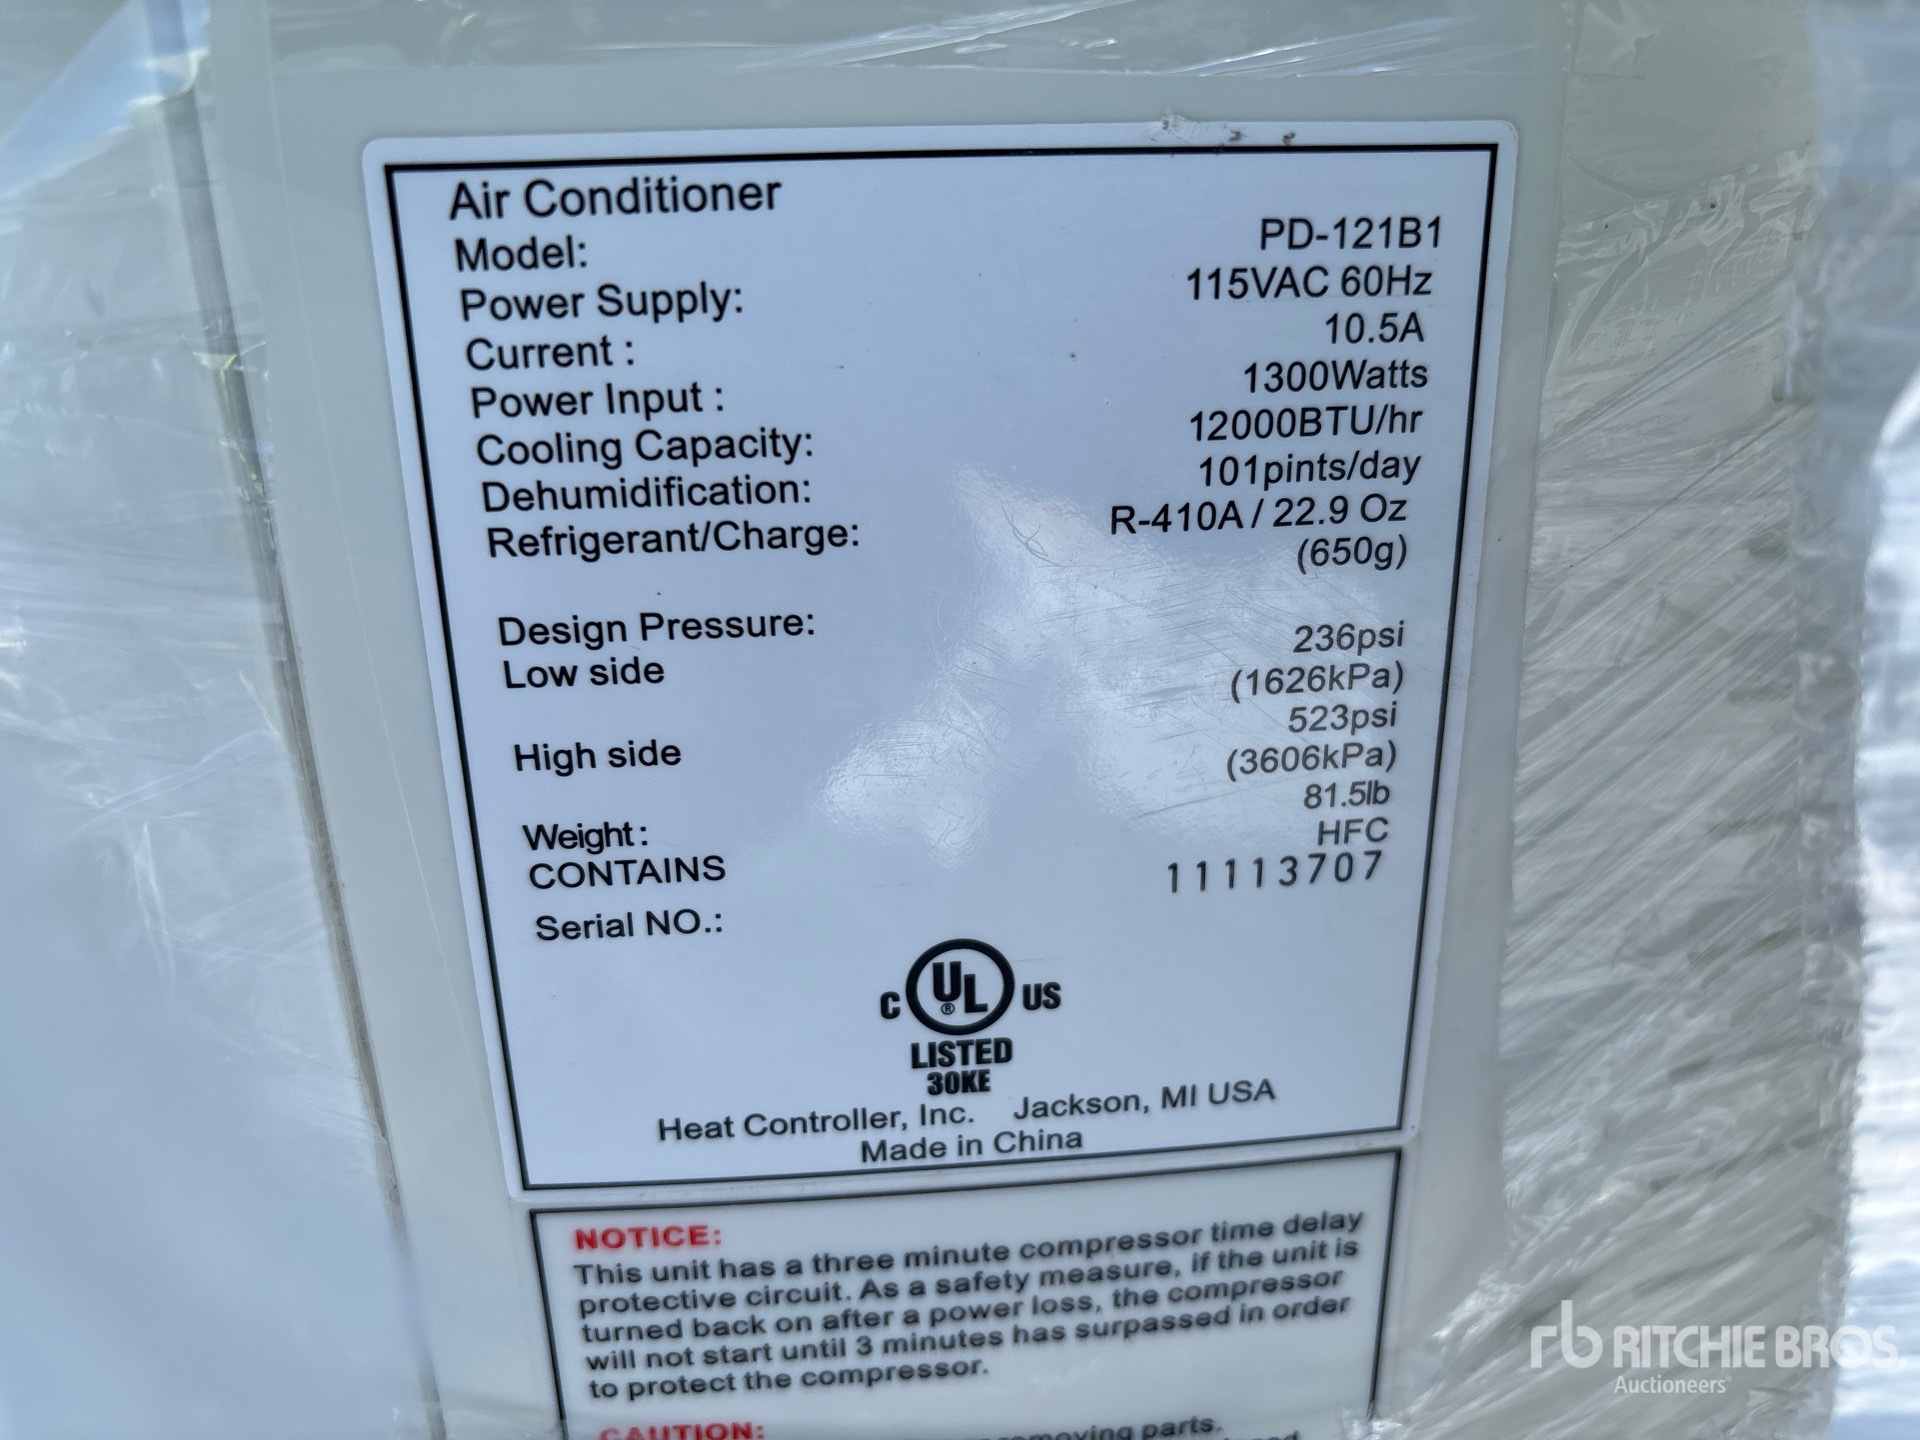 Air Conditioner
Model: PD-121B1
Power Supply: 115VAC 60Hz
Current : 10.5A
Power Input : 1300Watts
Cooling Capacity: 12000BTU/hr
Dehumidification: 101pints/day
Refrigerant/Charge: R-410A / 22.9 Oz
(650g)
Design Pressure:
Low side 236psi
(1626kPa)
High side 523psi
(3606kPa)
Weight: 81.5lb
CONTAINS HFC
Serial NO.: 11113707
C UL ® US
LISTED
30KE
Heat Controller, Inc. Jackson, MI USA
Made in China
NOTICE:
This unit has a three minute compressor time delay
protective circuit. As a safety measure, if the unit is
turned back on after a power loss, the compressor
will not start until 3 minutes has surpassed in order
to protect the compressor.
CAUTION:
moving parts.
rb RITCHIE BROS.
Auctioneers